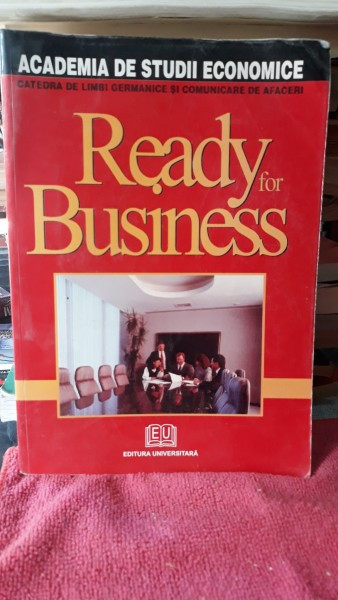 ACADEMIA DE STUDII ECONOMICE
CATEDRA DE LIMBI GERMANICE ȘI COMUNICARE DE AFACERI
Ready for
Business
EU
EDITURA UNIVERSITARĂ